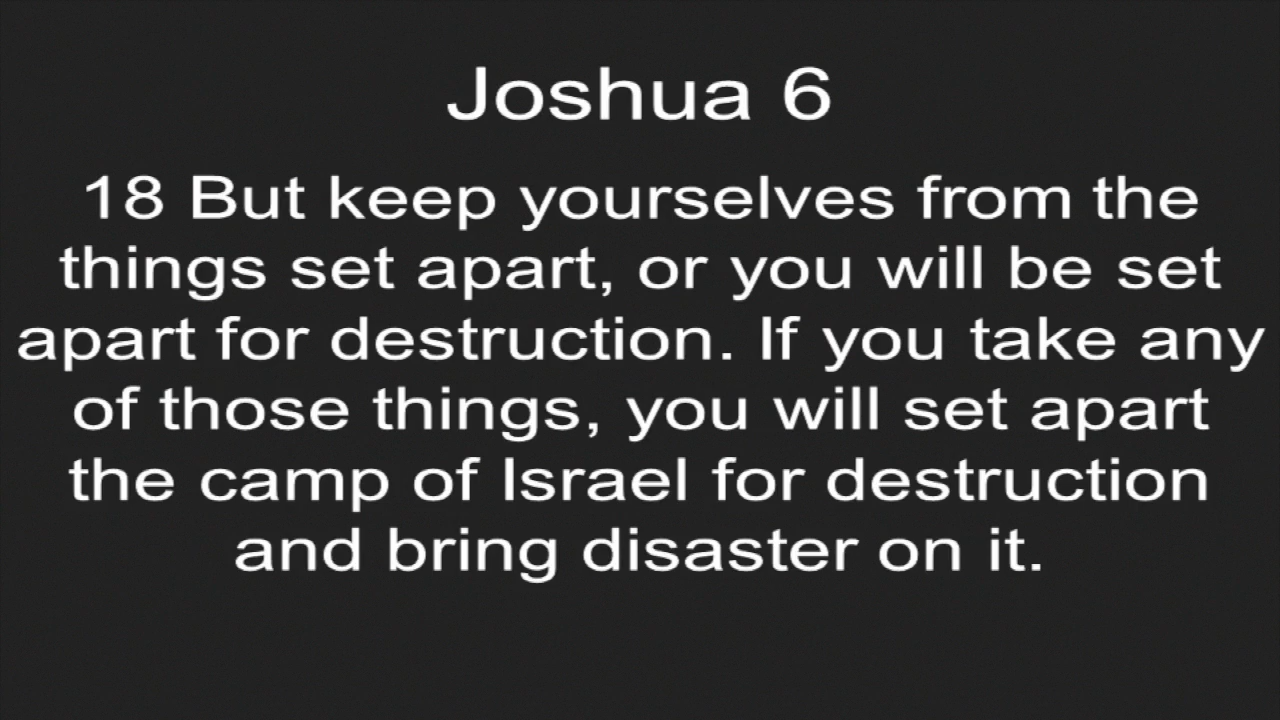 Joshua 6
18 But keep yourselves from the
things set apart, or you will be set
apart for destruction. If you take any
of those things, you will set apart
the camp of Israel for destruction
and bring disaster on it.